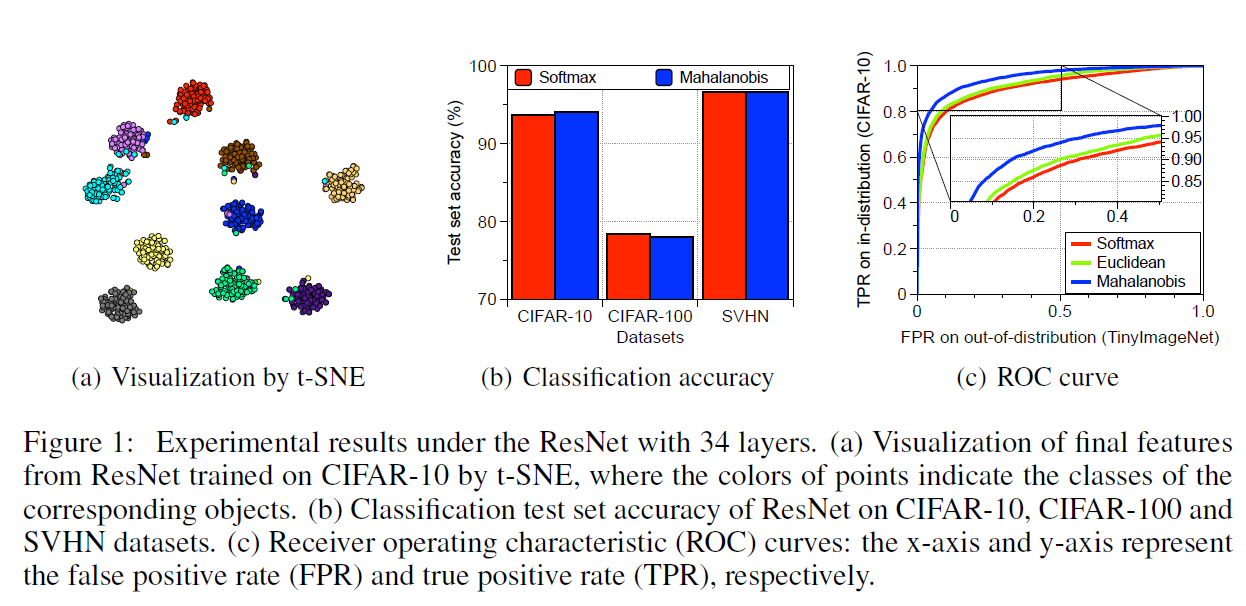 100
90
80
70
Test set accuracy (%)
Softmax
Mahalanobis
CIFAR-10
CIFAR-100
SVHN
Datasets
1.0
0.8
0.6
0.4
0.2
0
TPR on in-distribution (CIFAR-10)
1.00
0.95
0.90
0.85
0
0.2
0.4
Softmax
Euclidean
Mahalanobis
0
0.5
1.0
FPR on out-of-distribution (TinyImageNet)
(a) Visualization by t-SNE
(b) Classification accuracy
(c) ROC curve
Figure 1: Experimental results under the ResNet with 34 layers. (a) Visualization of final features
from ResNet trained on CIFAR-10 by t-SNE, where the colors of points indicate the classes of the
corresponding objects. (b) Classification test set accuracy of ResNet on CIFAR-10, CIFAR-100 and
SVHN datasets. (c) Receiver operating characteristic (ROC) curves: the x-axis and y-axis represent
the false positive rate (FPR) and true positive rate (TPR), respectively.